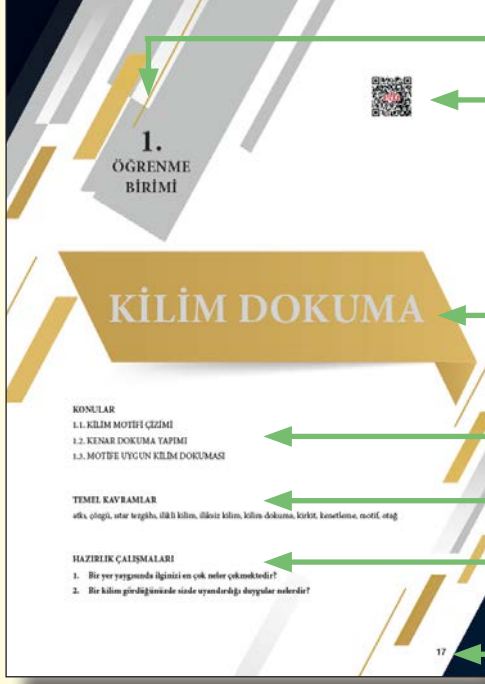 1.
ÖĞRENME
BİRİMİ
KİLİM DOKUMA
KONULAR
1.1. KİLİM MOTİFİ ÇİZİMİ
1.2. KENAR DOKUMA YAPIMI
1.3. MOTİFE UYGUN KİLİM DOKUMASI
TEMEL KAVRAMLAR
atkı, çözgü, ıstar tezgâhı, ilikli kilim, iliksiz kilim, kilim dokuma, kirkit, kenetleme, motif, otağ
HAZIRLIK ÇALIŞMALARI
1. Bir yer yaygısında ilginizi en çok neler çekmektedir?
2. Bir kilim gördüğünüzde sizde uyandırdığı duygular nelerdir?
17